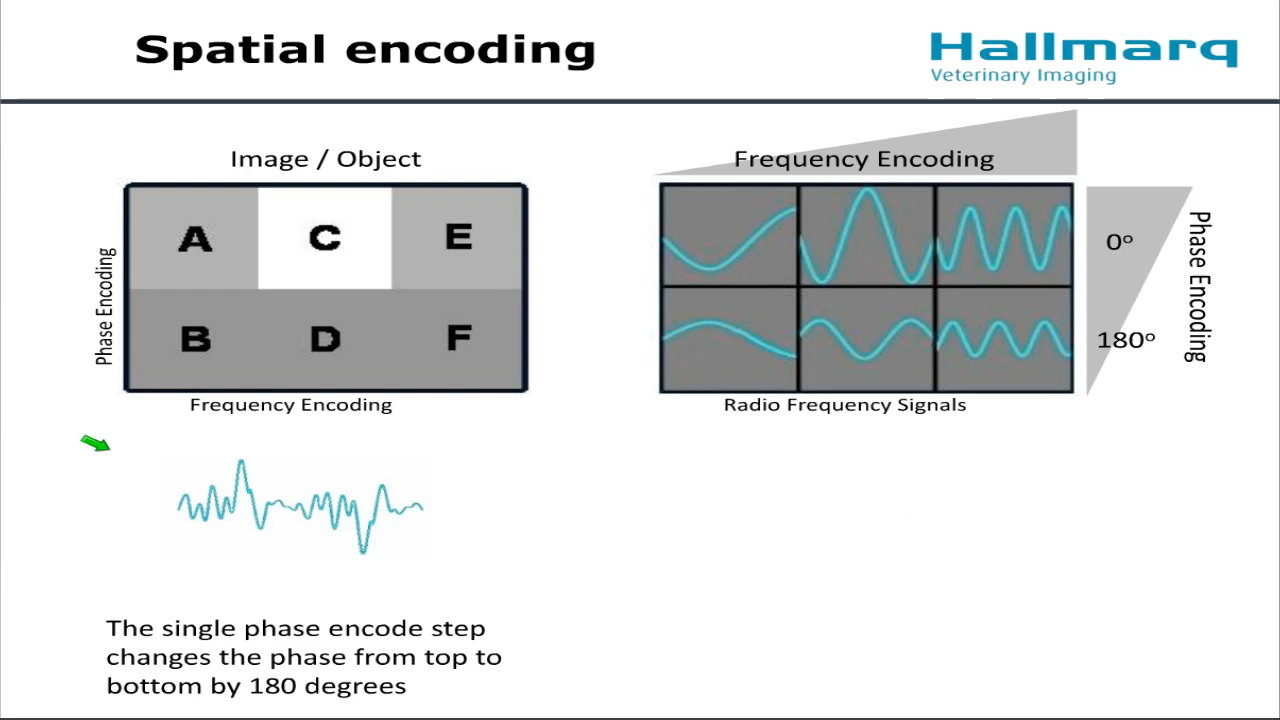 Spatial encoding
Hallmarq
Veterinary Imaging
Image / Object
Frequency Encoding
A C E
B D F
Phase Encoding
Frequency Encoding
0º
180º
Phase Encoding
Radio Frequency Signals
The single phase encode step
changes the phase from top to
bottom by 180 degrees